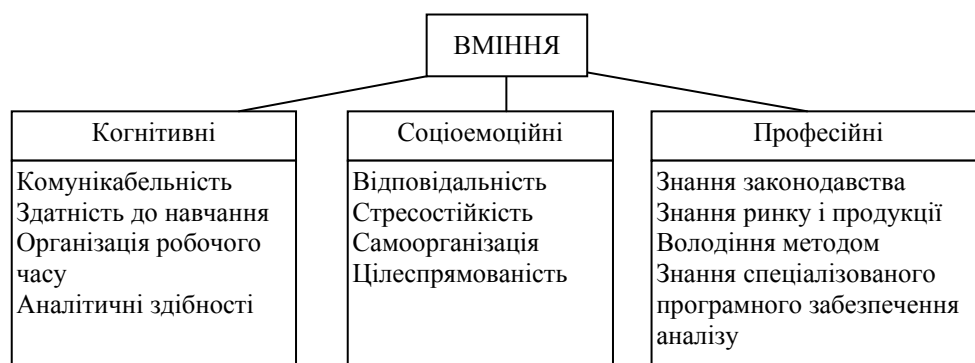 ВМІННЯ
Когнітивні
Комунікабельність
Здатність до навчання
Організація робочого
часу
Аналітичні здібності
Соціоемоційні
Відповідальність
Стресостійкість
Самоорганізація
Цілеспрямованість
Професійні
Знання законодавства
Знання ринку і продукції
Володіння методом
Знання спеціалізованого
програмного забезпечення
аналізу